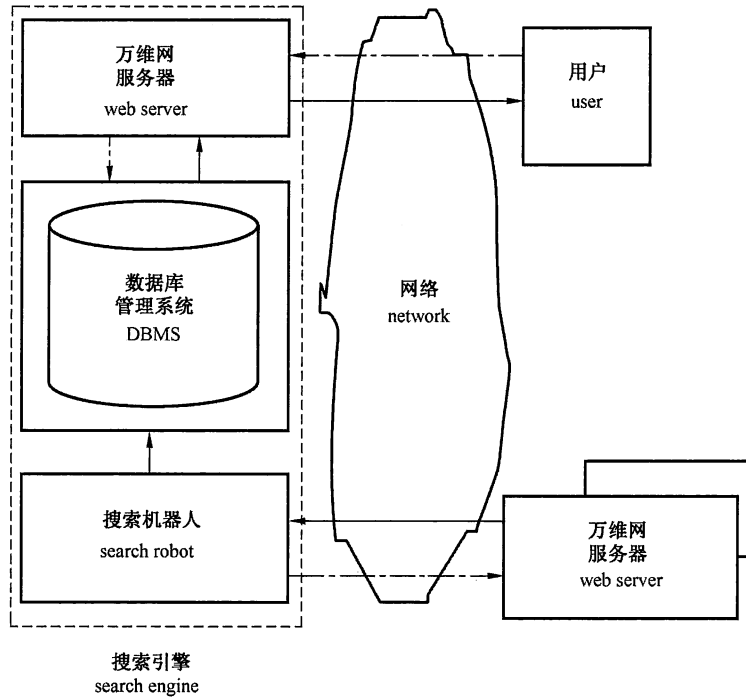 万维网
服务器
web server
用户
user
数据库
管理系统
DBMS
网络
network
搜索机器人
search robot
万维网
服务器
web server
搜索引擎
search engine